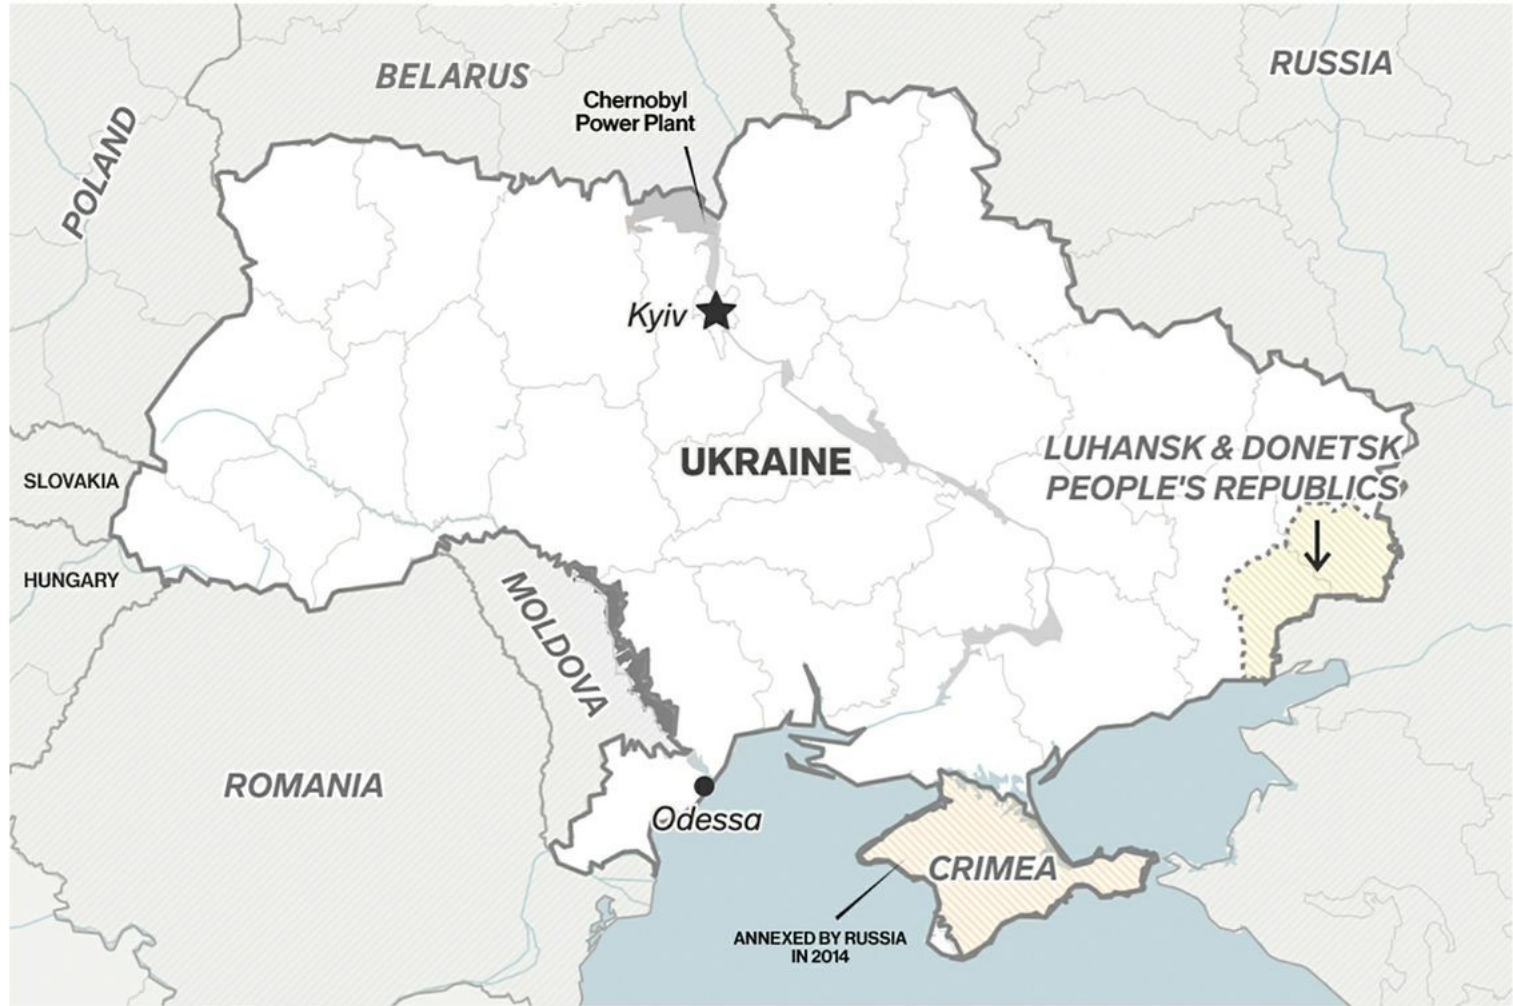 BELARUS
RUSSIA
Chernobyl
Power Plant
POLAND
Kyiv
UKRAINE
LUHANSK & DONETSK
PEOPLE'S REPUBLICS
SLOVAKIA
HUNGARY
MOLDOVA
ROMANIA
Odessa
CRIMEA
ANNEXED BY RUSSIA
IN 2014